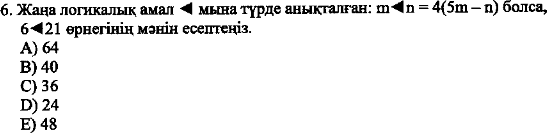 6. Жаңа логикалық амал ◄ мына түрде анықталған: m◄n = 4(5m – n) болса,
6◄21 өрнегінің мәнін есептеңіз.
A) 64
B) 40
C) 36
D) 24
E) 48